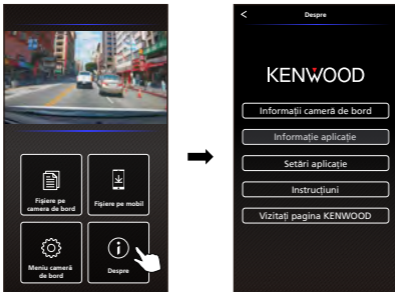 Fișiere pe
camera de bord
Fișiere pe mobil
Meniu cameră
de bord
Despre
Despre
KENWOOD
Informații cameră de bord
Informație aplicație
Setări aplicație
Instrucțiuni
Vizitați pagina KENWOOD